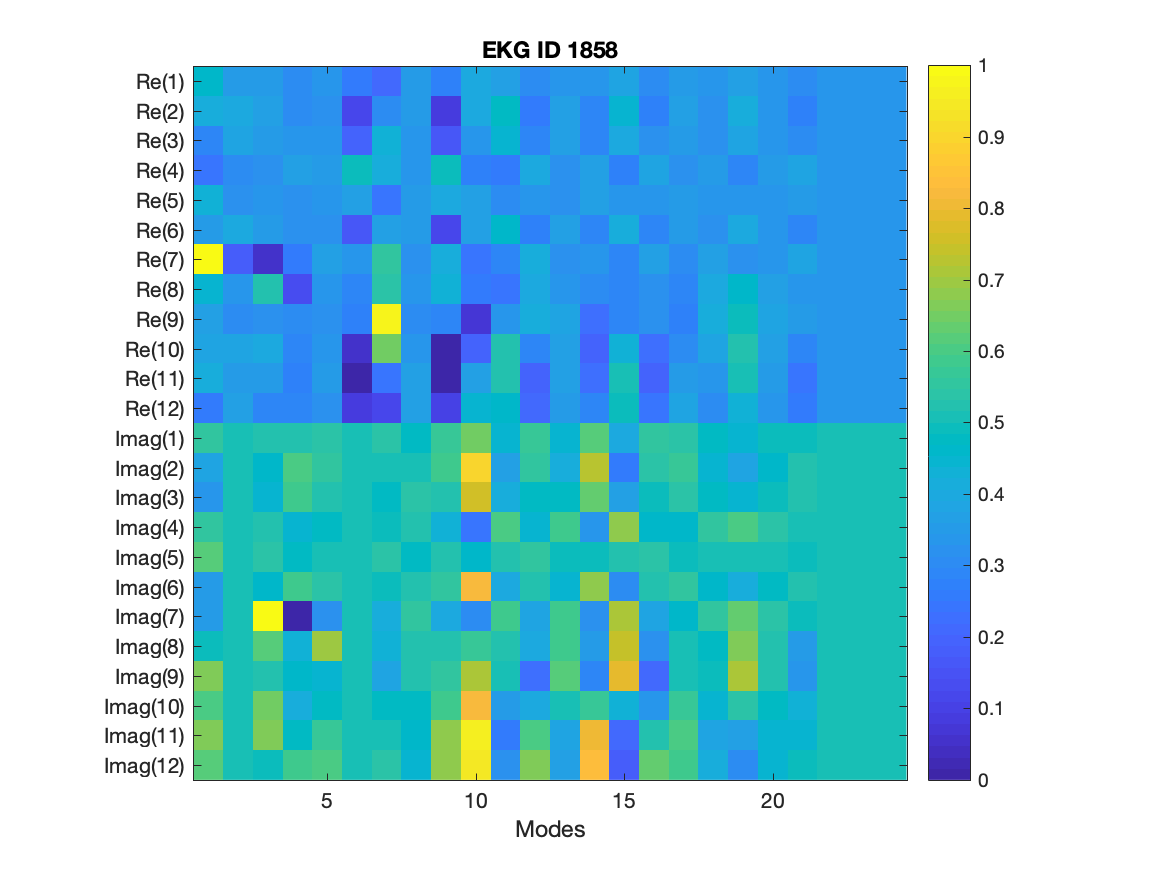 EKG ID 1858
Re(1)
Re(2)
Re(3)
Re(4)
Re(5)
Re(6)
Re(7)
Re(8)
Re(9)
Re(10)
Re(11)
Re(12)
Imag(1)
Imag(2)
Imag(3)
Imag(4)
Imag(5)
Imag(6)
Imag(7)
Imag(8)
Imag(9)
Imag(10)
Imag(11)
Imag(12)
5 10 15 20
Modes
1
0.9
0.8
0.7
0.6
0.5
0.4
0.3
0.2
0.1
0